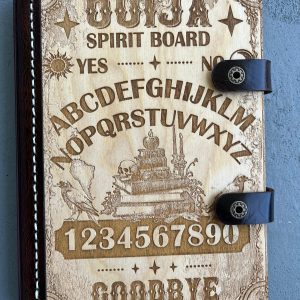 OUIJA
SPIRIT BOARD
YES NO
ABCDEFGHIJKLM
NOPQRSTUVWXYZ
1234567890
GOODBYE